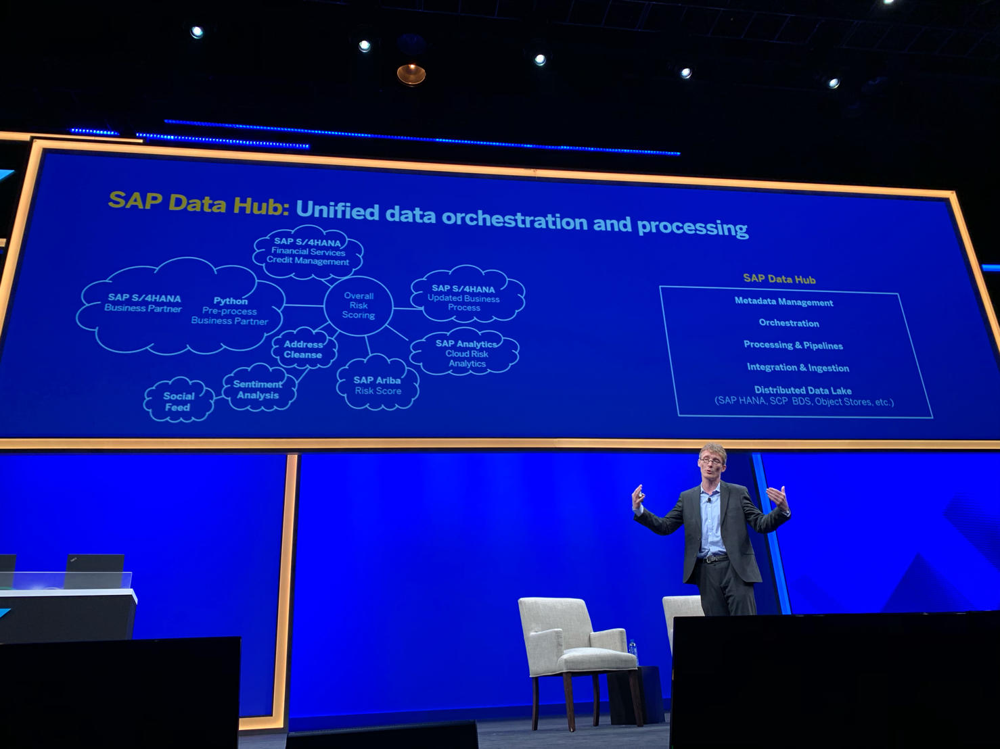 SAP Data Hub: Unified data orchestration and processing
SAP S/4HANA
Financial Services
Credit Management
SAP S/4HANA
Business Partner
Python
Pre-process
Business Partner
Overall
Risk
Scoring
SAP S/4HANA
Updated Business
Process
Address
Cleanse
SAP Analytics
Cloud Risk
Analytics
Social
Feed
Sentiment
Analysis
SAP Ariba
Risk Score
SAP Data Hub
Metadata Management
Orchestration
Processing & Pipelines
Integration & Ingestion
Distributed Data Lake
(SAP HANA, SCP BDS, Object Stores, etc.)